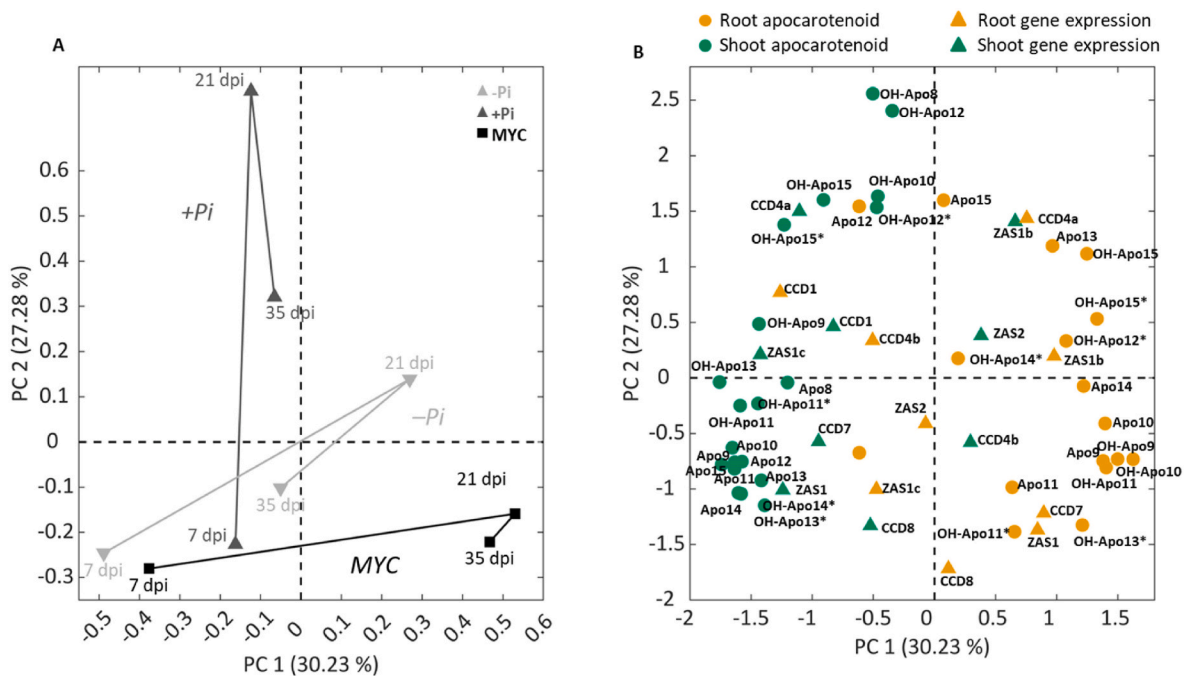 Root apocarotenoid
Root gene expression
Shoot apocarotenoid
Shoot gene expression
A
21 dpi
-Pi
+Pi
MYC
+Pi
35 dpi
21 dpi
–Pi
35 dpi
7 dpi
7 dpi
21 dpi
35 dpi
7 dpi
MYC
0.6
0.5
0.4
0.3
0.2
0.1
0
-0.1
-0.2
-0.3
PC 2 (27.28 %)
-0.5 -0.4 -0.3 -0.2 -0.1 0 0.1 0.2 0.3 0.4 0.5 0.6
PC 1 (30.23 %)
B
OH-Apo8
OH-Apo12
OH-Apo15
OH-Apo10
Apo15
CCD4a
Apo12
OH-Apo12*
ZAS1b
CCD4a
OH-Apo15*
Apo13
OH-Apo15
CCD1
OH-Apo15*
OH-Apo9
CCD1
CCD4b
ZAS2
OH-Apo12*
ZAS1c
OH-Apo14*
ZAS1b
OH-Apo13
Apo8
Apo14
OH-Apo11*
OH-Apo11
ZAS2
Apo10
CCD7
CCD4b
Apo10
OH-Apo9
Apo9
Apo12
Apo9
Apo15
OH-Apo10
Apo11
Apo13
OH-Apo11
Apo11
ZAS1
ZAS1c
Apo14
OH-Apo14*
CCD7
OH-Apo13*
CCD8
OH-Apo11*
ZAS1
OH-Apo13*
CCD8
2.5
2
1.5
1
0.5
0
-0.5
-1
-1.5
-2
PC 2 (27.28 %)
-2 -1.5 -1 -0.5 0 0.5 1 1.5
PC 1 (30.23 %)